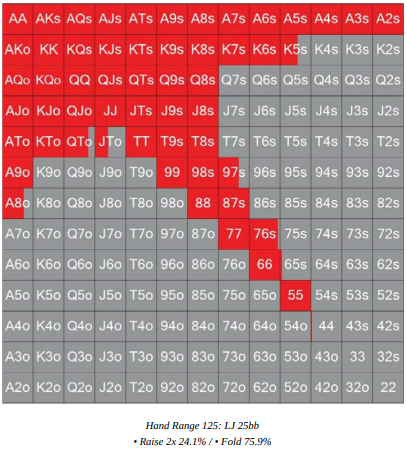 AA AKs AQs AJs ATs A9s A8s A7s A6s A5s A4s A3s A2s
AKo KK KQs KJs KTs K9s K8s K7s K6s K5s K4s K3s K2s
AQo KQo QQ QJs QTs Q9s Q8s Q7s Q6s Q5s Q4s Q3s Q2s
AJo KJo QJo JJ JTs J9s J8s J7s J6s J5s J4s J3s J2s
ATo KTo QTo JTo TT T9s T8s T7s T6s T5s T4s T3s T2s
A9o K9o Q9o J9o T9o 99 98s 97s 96s 95s 94s 93s 92s
A8o K8o Q8o J8o T8o 98o 88 87s 86s 85s 84s 83s 82s
A7o K7o Q7o J7o T7o 97o 87o 77 76s 75s 74s 73s 72s
A6o K6o Q6o J6o T6o 96o 86o 76o 66 65s 64s 63s 62s
A5o K5o Q5o J5o T5o 95o 85o 75o 65o 55 54s 53s 52s
A4o K4o Q4o J4o T4o 94o 84o 74o 64o 54o 44 43s 42s
A3o K3o Q3o J3o T3o 93o 83o 73o 63o 53o 43o 33 32s
A2o K2o Q2o J2o T2o 92o 82o 72o 62o 52o 42o 32o 22
Hand Range 125: LJ 25bb
• Raise 2x 24.1% / • Fold 75.9%